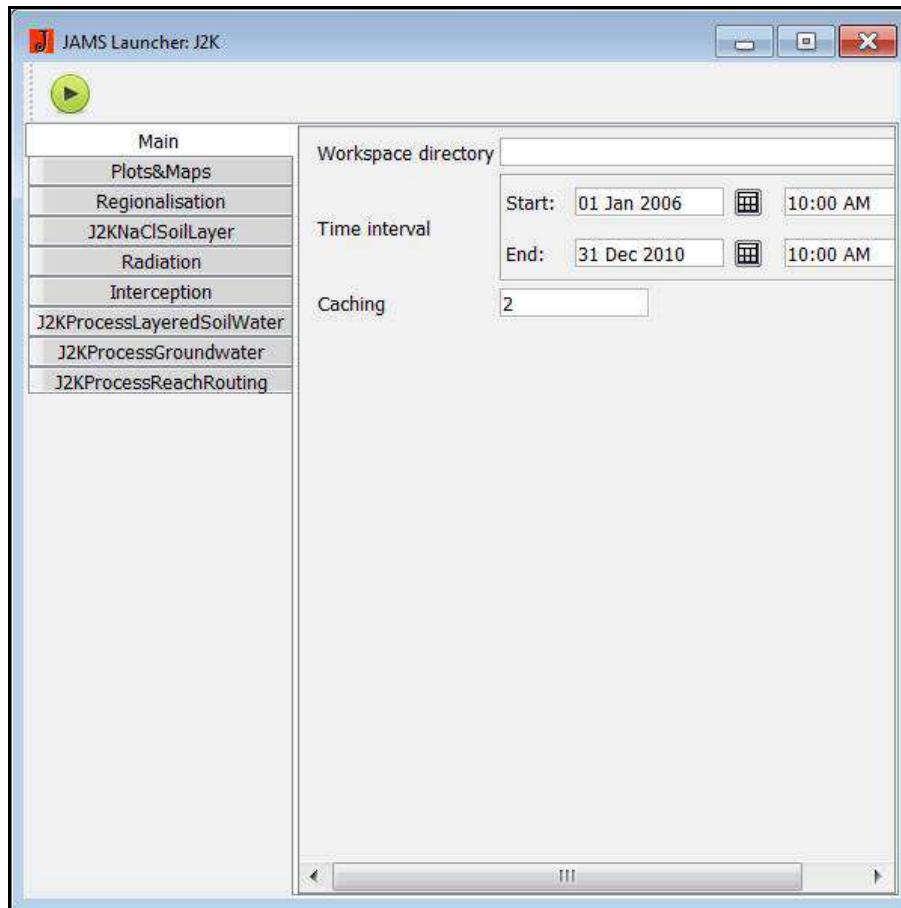 JAMS Launcher: J2K
Main
Plots&Maps
Regionalisation
J2KNaClSoilLayer
Radiation
Interception
J2KProcessLayeredSoilWater
J2KProcessGroundwater
J2KProcessReachRouting
Workspace directory
Time interval
Start: 01 Jan 2006 10:00 AM
End: 31 Dec 2010 10:00 AM
Caching 2